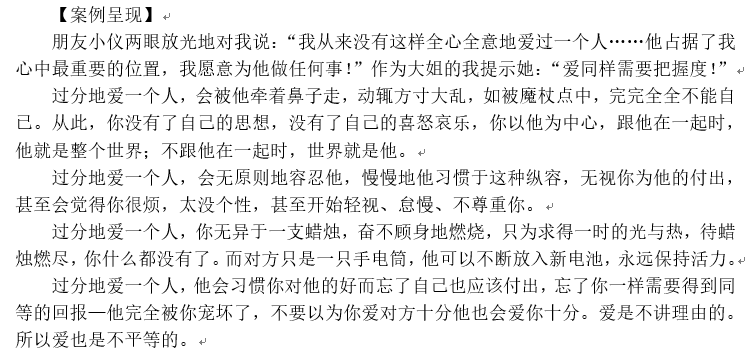 【案例呈现】
朋友小仪两眼放光地对我说：“我从来没有这样全心全意地爱过一个人……他占据了我
心中最重要的位置，我愿意为他做任何事！”作为大姐的我提示她：“爱同样需要把握度！”
过分地爱一个人，会被他牵着鼻子走，动辄方寸大乱，如被魔杖点中，完完全全不能自
已。从此，你没有了自己的思想，没有了自己的喜怒哀乐，你以他为中心，跟他在一起时，
他就是整个世界；不跟他在一起时，世界就是他。
过分地爱一个人，会无原则地容忍他，慢慢地他习惯于这种纵容，无视你为他的付出，
甚至会觉得你很烦，太没个性，甚至开始轻视、怠慢、不尊重你。
过分地爱一个人，你无异于一支蜡烛，奋不顾身地燃烧，只为求得一时的光与热，待蜡
烛燃尽，你什么都没有了。而对方只是一只手电筒，他可以不断放入新电池，永远保持活力。
过分地爱一个人，他会习惯你对他的好而忘了自己也应该付出，忘了你一样需要得到同
等的回报—他完全被你宠坏了，不要以为你爱对方十分他也会爱你十分。爱是不讲理由的。
所以爱也是不平等的。